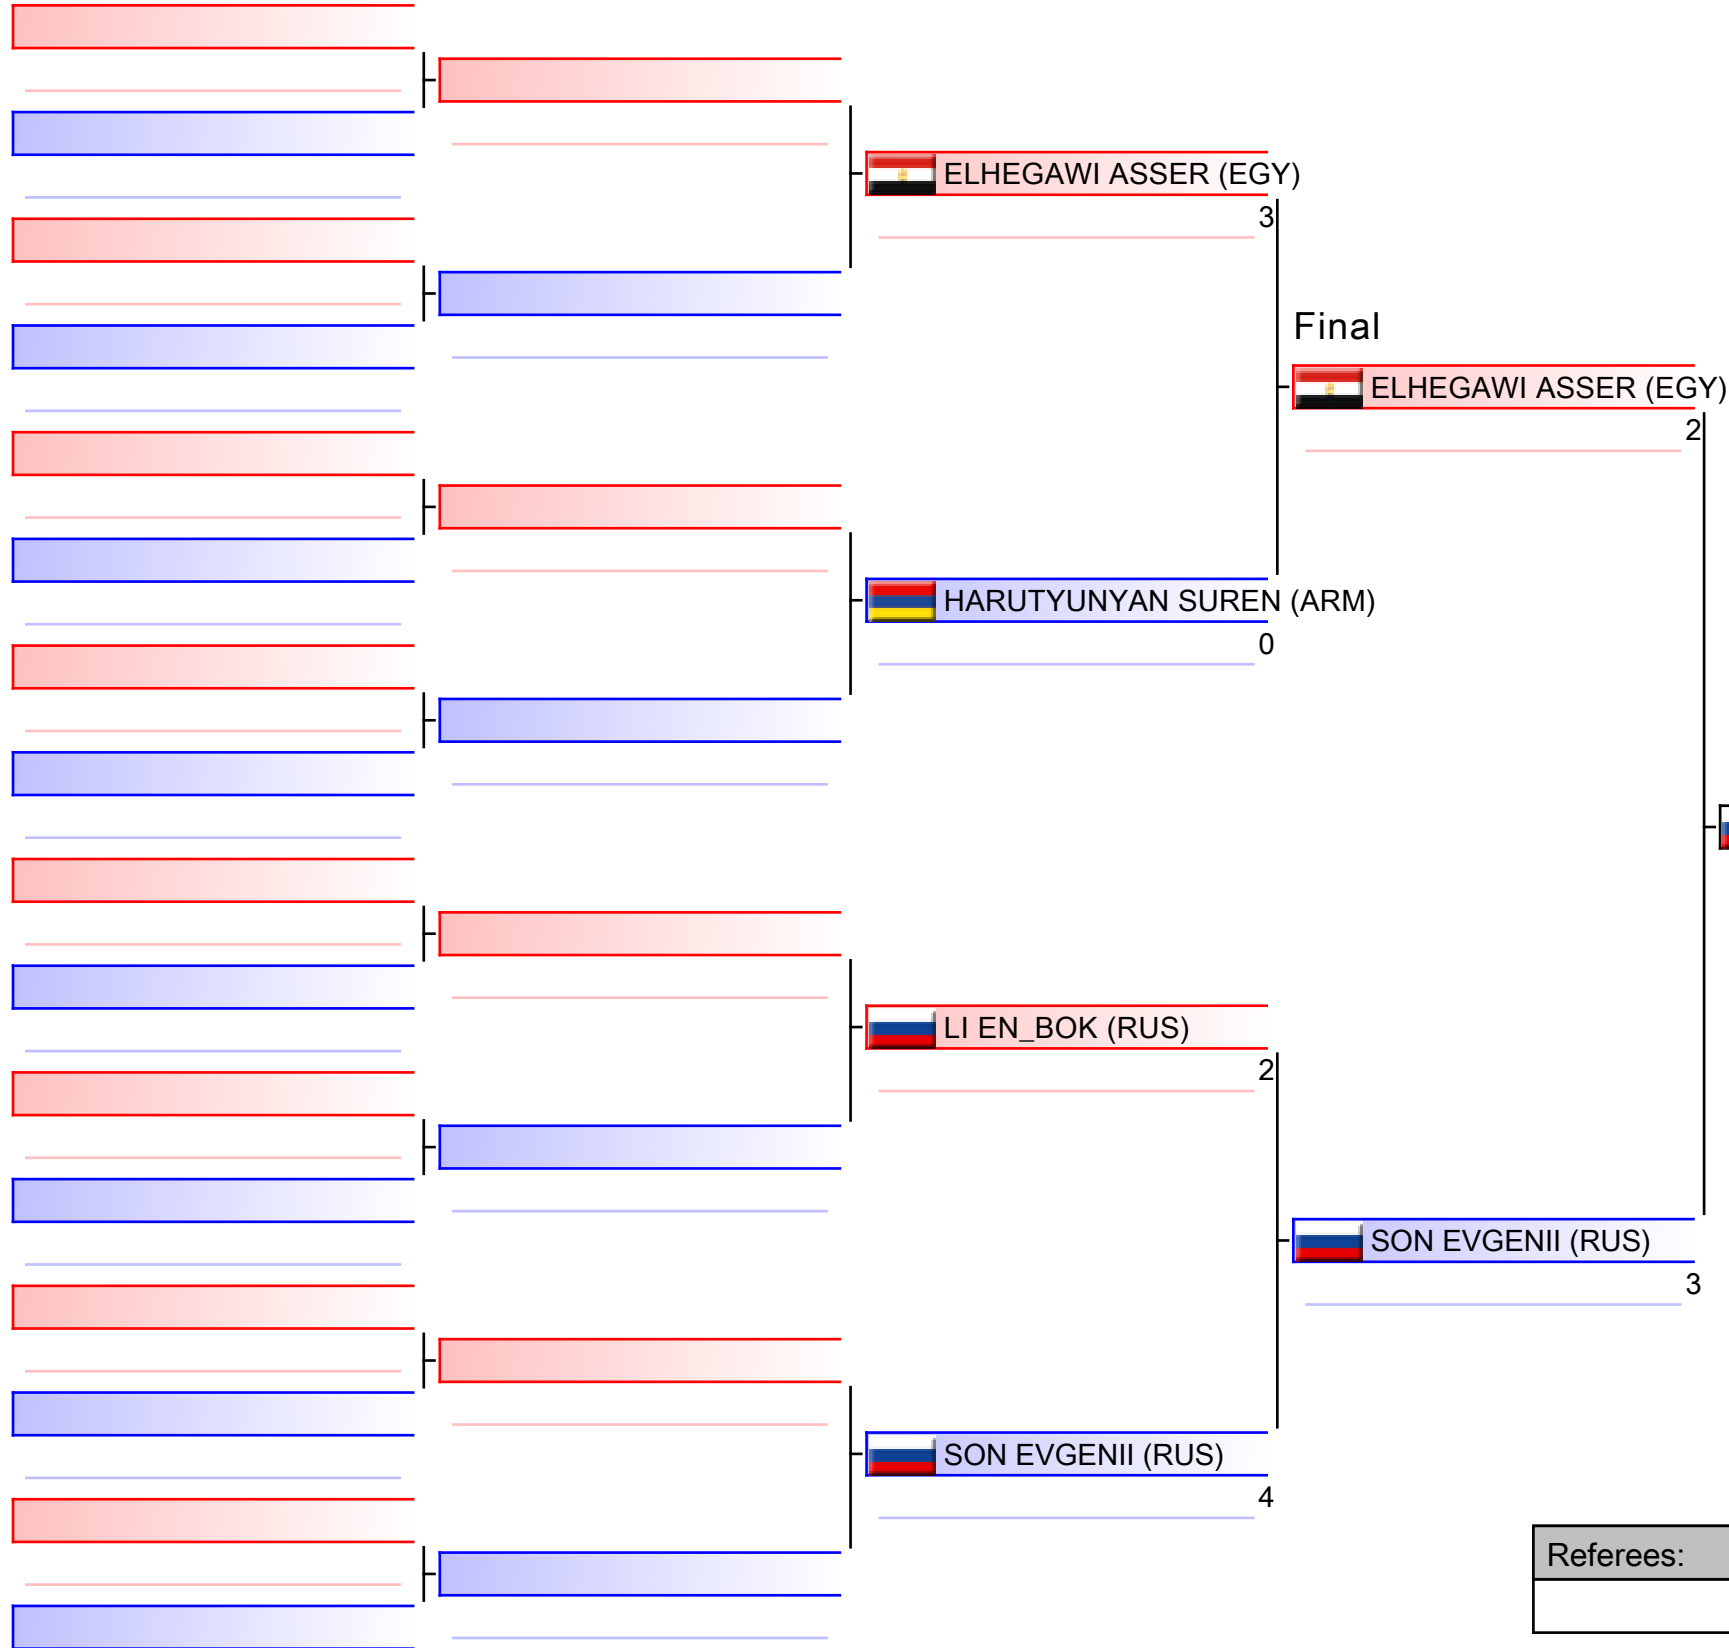 ELHEGAWI ASSER (EGY)
3
Final
ELHEGAWI ASSER (EGY)
2
HARUTYUNYAN SUREN (ARM)
0
LI EN_BOK (RUS)
2
SON EVGENII (RUS)
3
SON EVGENII (RUS)
4
Referees: